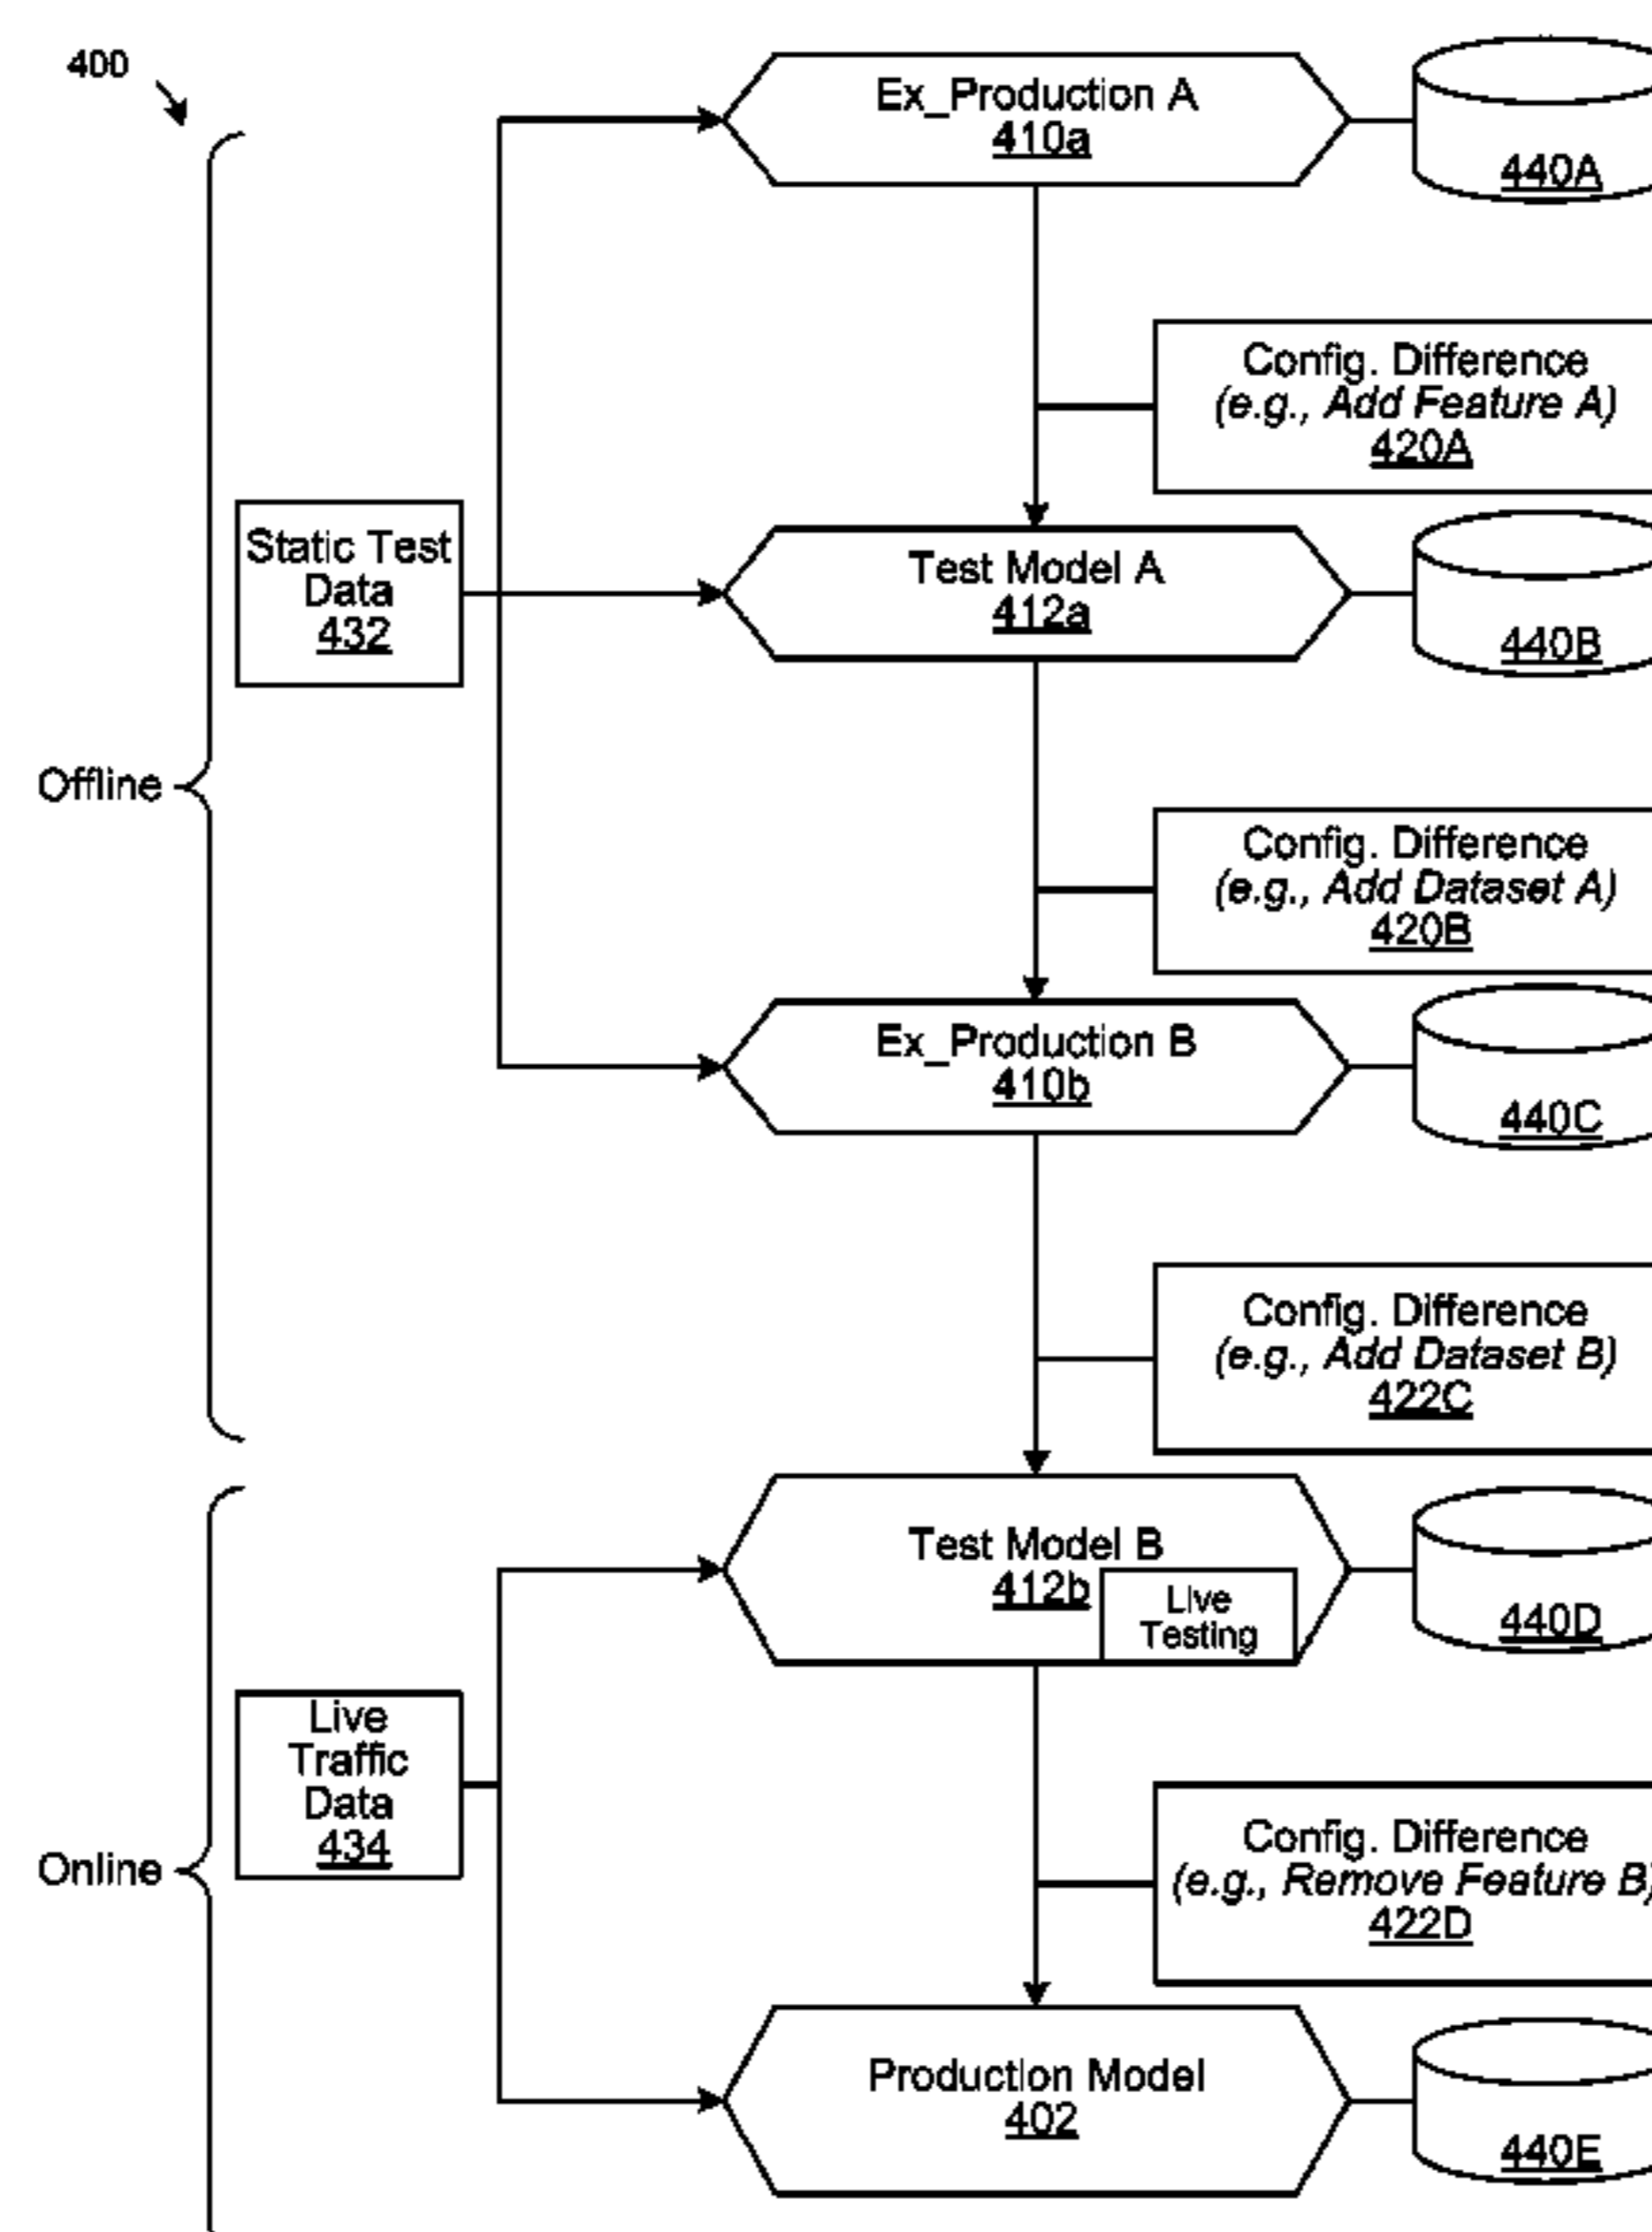 400
Ex_Production A
410a
440A
Config. Difference
(e.g., Add Feature A)
420A
Static Test
Data
432
Test Model A
412a
440B
Offline
Config. Difference
(e.g., Add Dataset A)
420B
Ex_Production B
410b
440C
Config. Difference
(e.g., Add Dataset B)
422C
Test Model B
412b
Live
Testing
440D
Live
Traffic
Data
434
Online
Config. Difference
(e.g., Remove Feature B)
422D
Production Model
402
440E